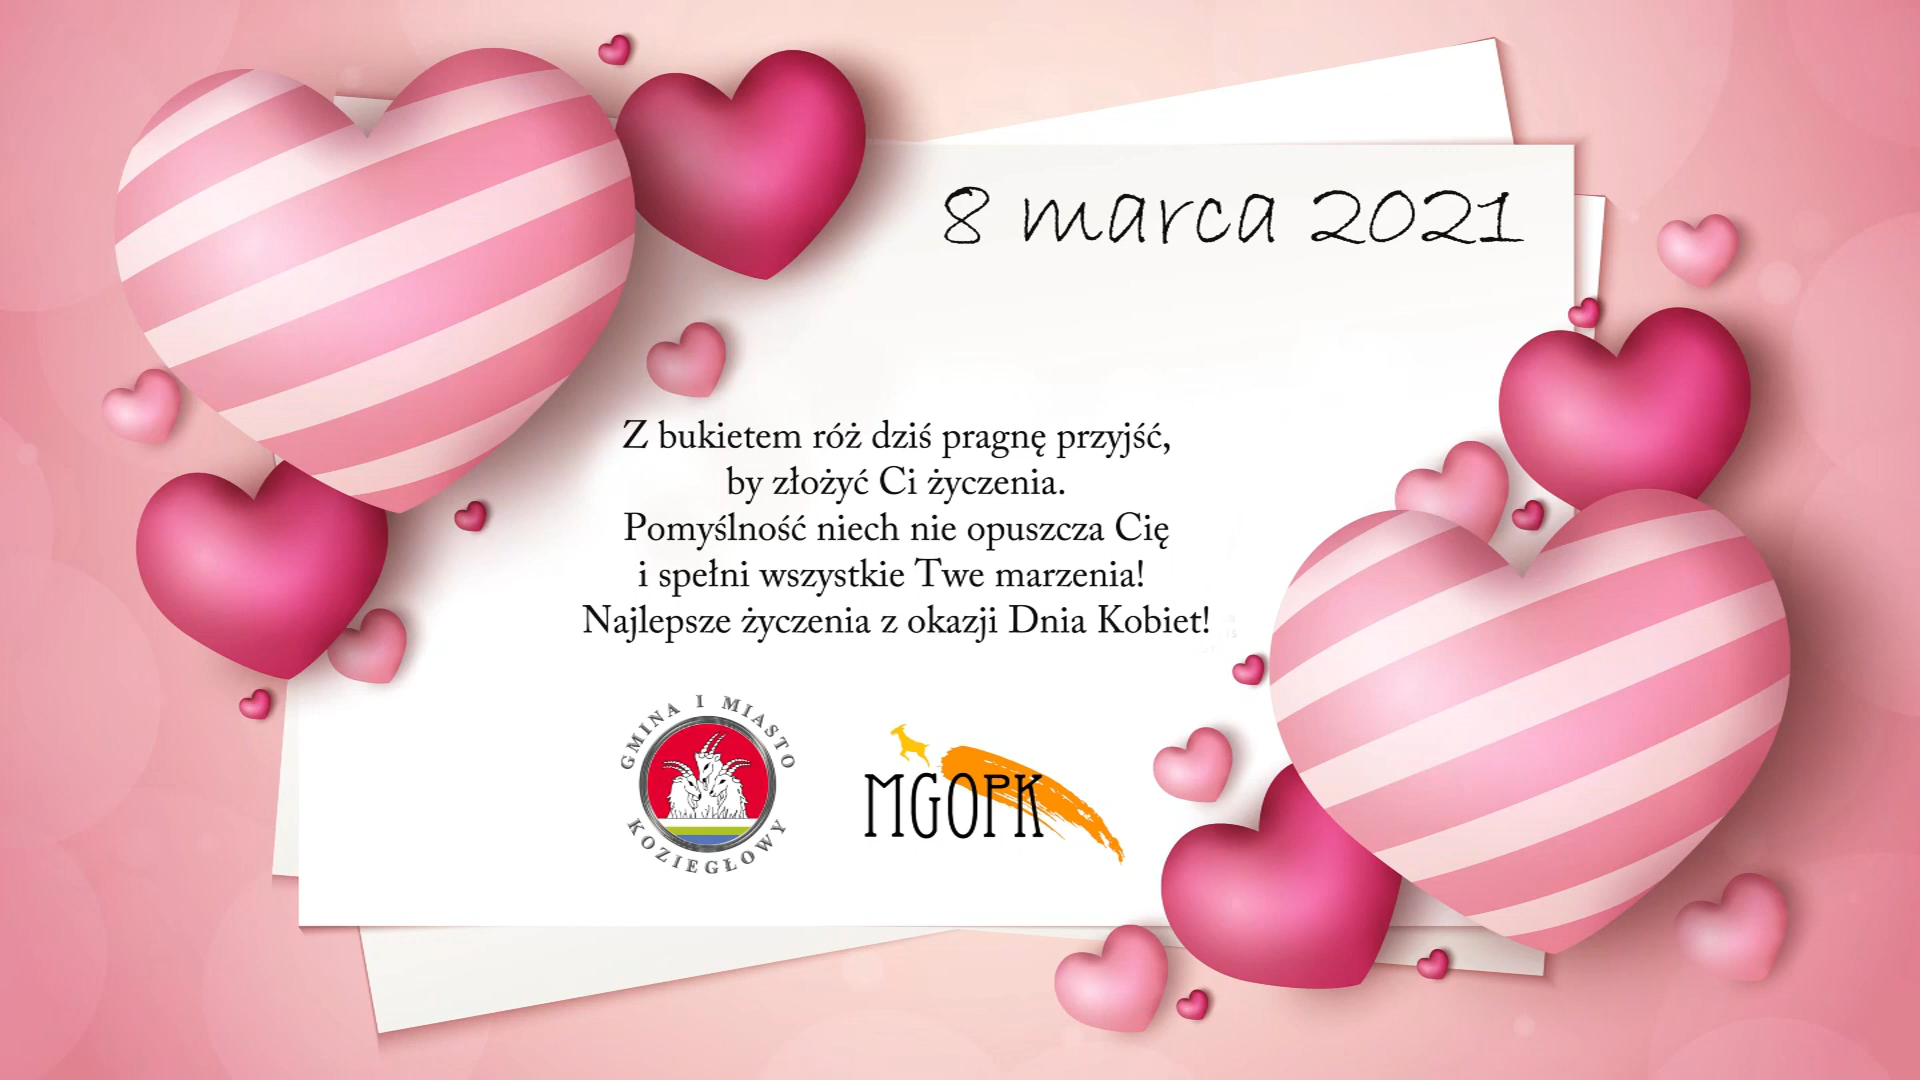 8 marca 2021
Z bukietem róż dziś pragnę przyjść,
by złożyć Ci życzenia.
Pomyślność niech nie opuszcza Cię
i spełni wszystkie Twe marzenia!
Najlepsze życzenia z okazji Dnia Kobiet!
GMINA I MIASTO
KOZIEGŁOWY
MGOPK